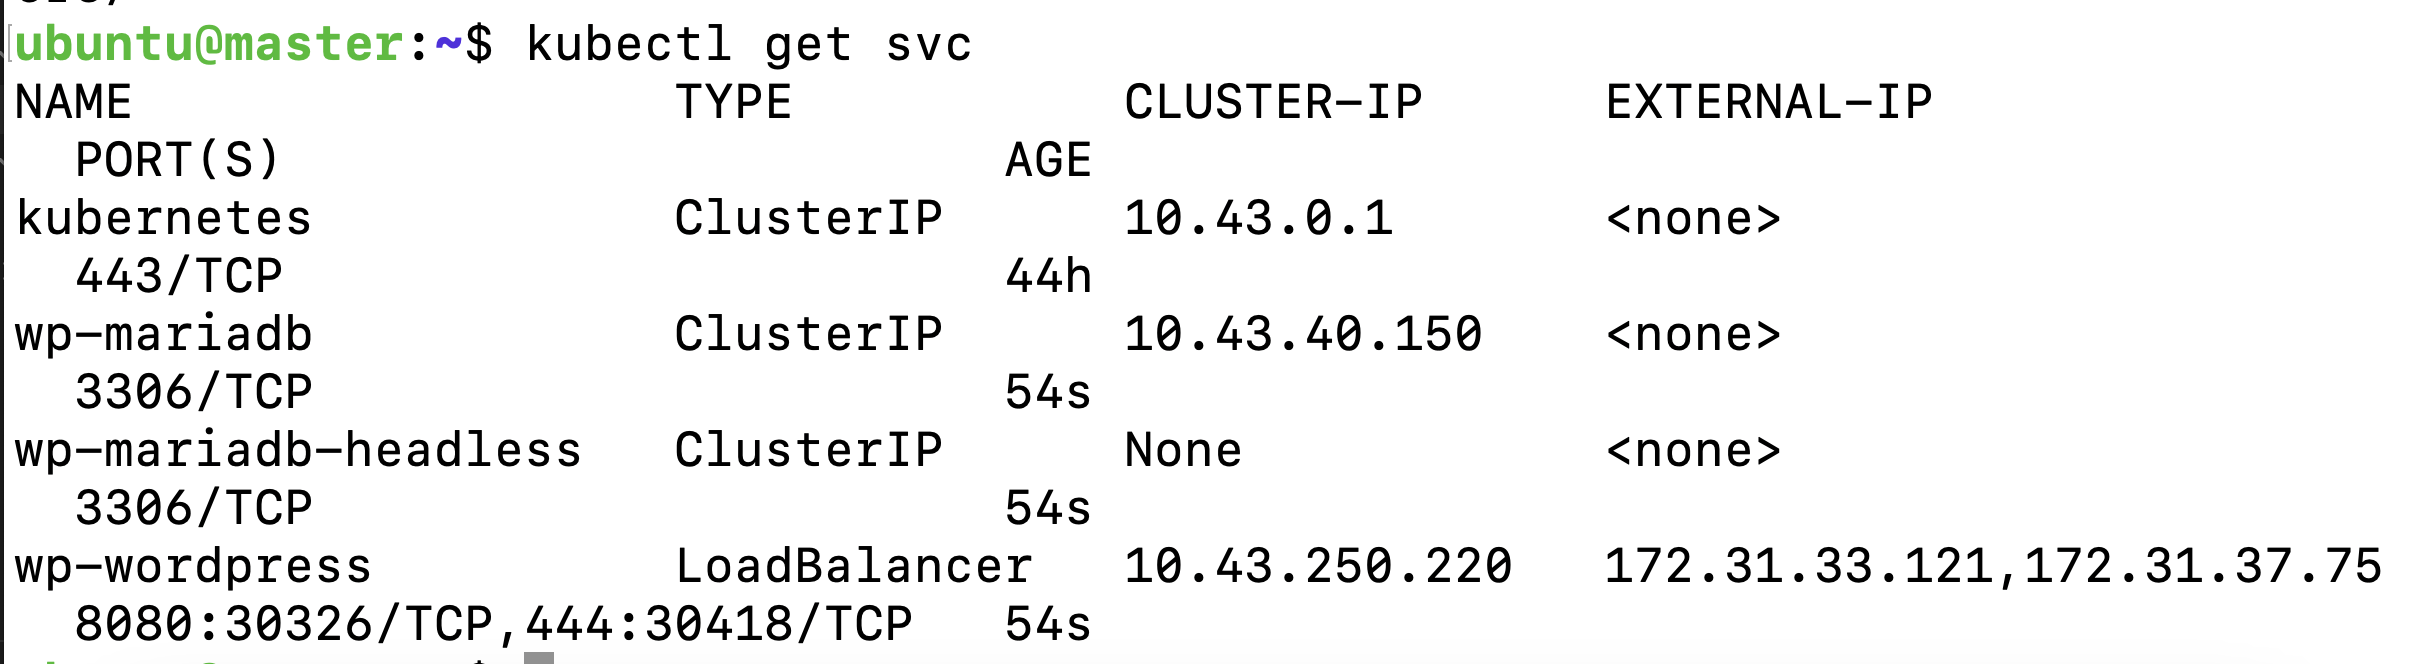 ubuntu@master:~$ kubectl get svc
NAME TYPE CLUSTER-IP EXTERNAL-IP
PORT(S) AGE
kubernetes ClusterIP 10.43.0.1 <none>
443/TCP 44h
wp-mariadb ClusterIP 10.43.40.150 <none>
3306/TCP 54s
wp-mariadb-headless ClusterIP None <none>
3306/TCP 54s
wp-wordpress LoadBalancer 10.43.250.220 172.31.33.121,172.31.37.75
8080:30326/TCP,444:30418/TCP 54s